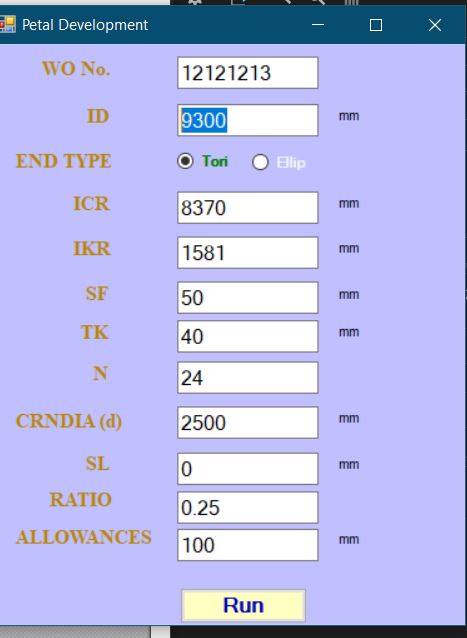 Petal Development
WO No. 12121213
ID 9300 mm
END TYPE Tori Ellip
ICR 8370 mm
IKR 1581 mm
SF 50 mm
TK 40 mm
N 24
CRNDIA (d) 2500 mm
SL 0 mm
RATIO 0.25
ALLOWANCES 100 mm
Run